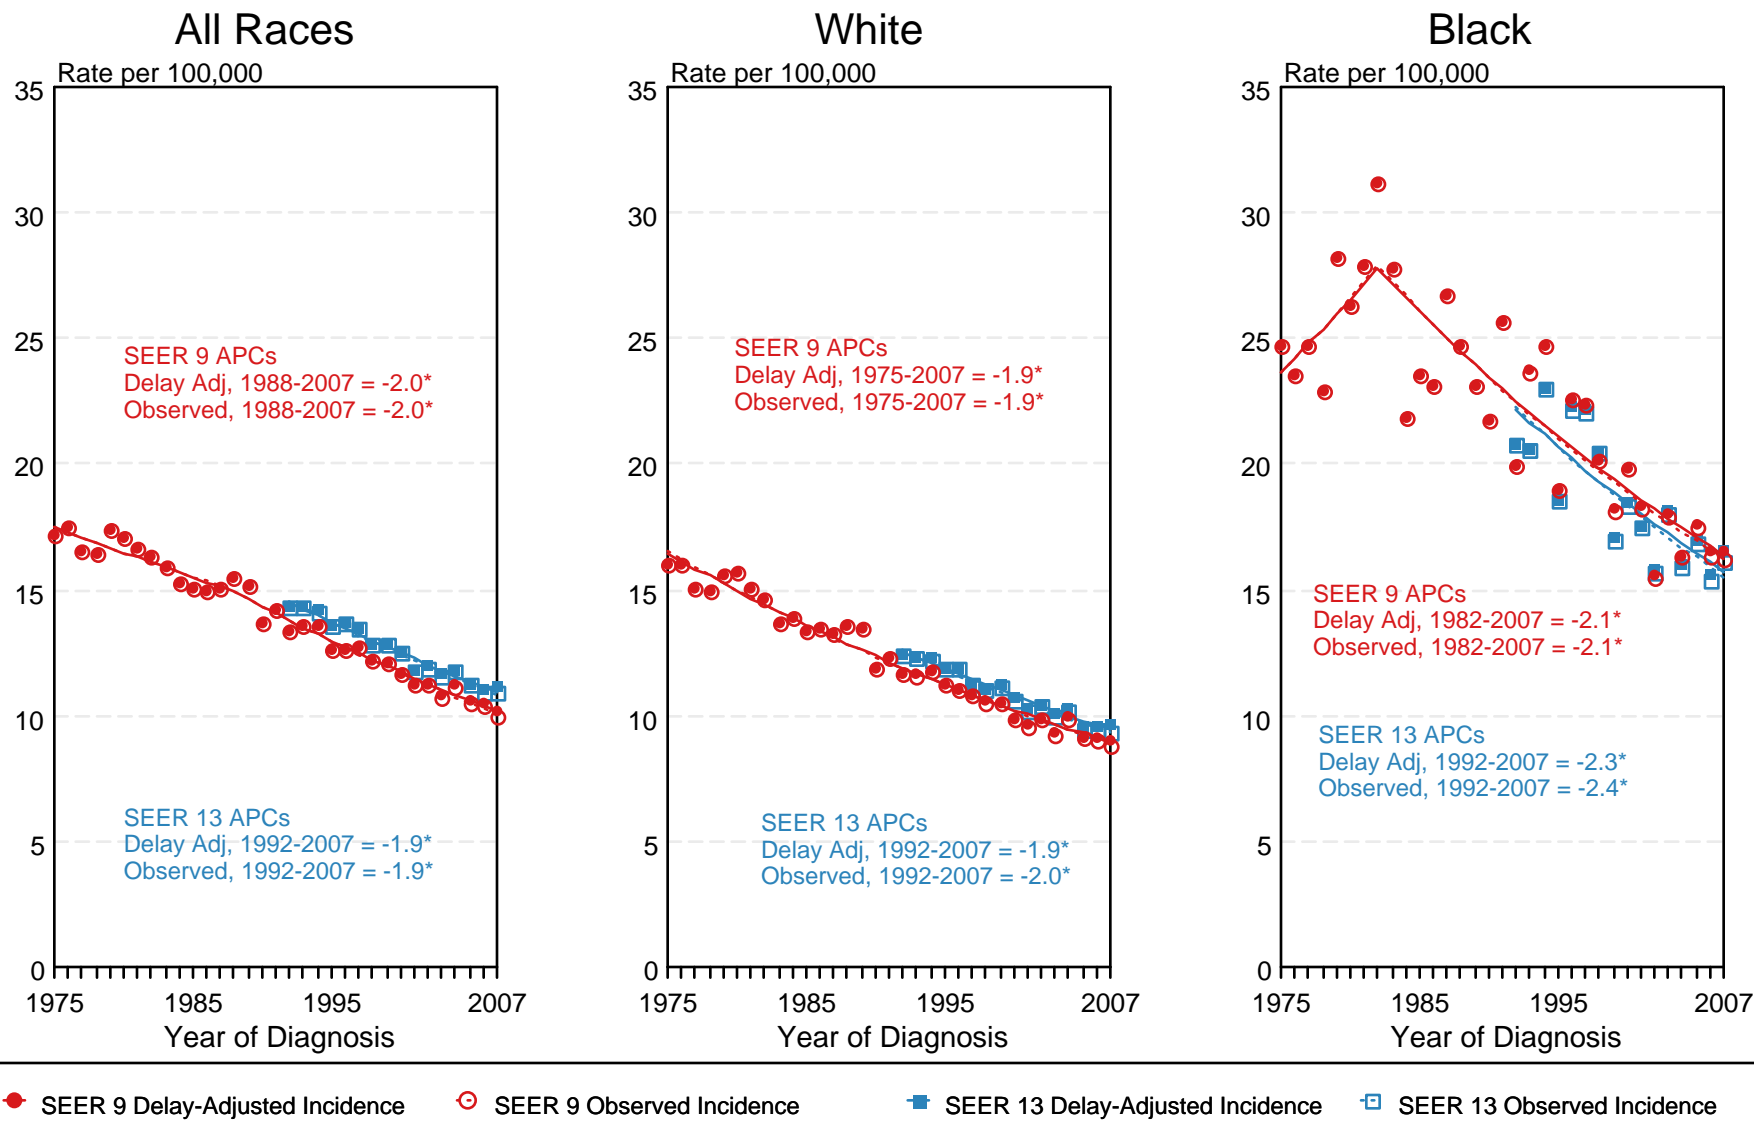 All Races
White
Black
Rate per 100,000
Rate per 100,000
Rate per 100,000
35
30
25
20
15
10
5
0
SEER 9 APCs
Delay Adj, 1988-2007 = -2.0*
Observed, 1988-2007 = -2.0*
SEER 13 APCs
Delay Adj, 1992-2007 = -1.9*
Observed, 1992-2007 = -1.9*
1975 1985 1995 2007
Year of Diagnosis
35
30
25
20
15
10
5
0
SEER 9 APCs
Delay Adj, 1975-2007 = -1.9*
Observed, 1975-2007 = -1.9*
SEER 13 APCs
Delay Adj, 1992-2007 = -1.9*
Observed, 1992-2007 = -2.0*
1975 1985 1995 2007
Year of Diagnosis
35
30
25
20
15
10
5
0
SEER 9 APCs
Delay Adj, 1982-2007 = -2.1*
Observed, 1982-2007 = -2.1*
SEER 13 APCs
Delay Adj, 1992-2007 = -2.3*
Observed, 1992-2007 = -2.4*
1975 1985 1995 2007
Year of Diagnosis
SEER 9 Delay-Adjusted Incidence
SEER 9 Observed Incidence
SEER 13 Delay-Adjusted Incidence
SEER 13 Observed Incidence